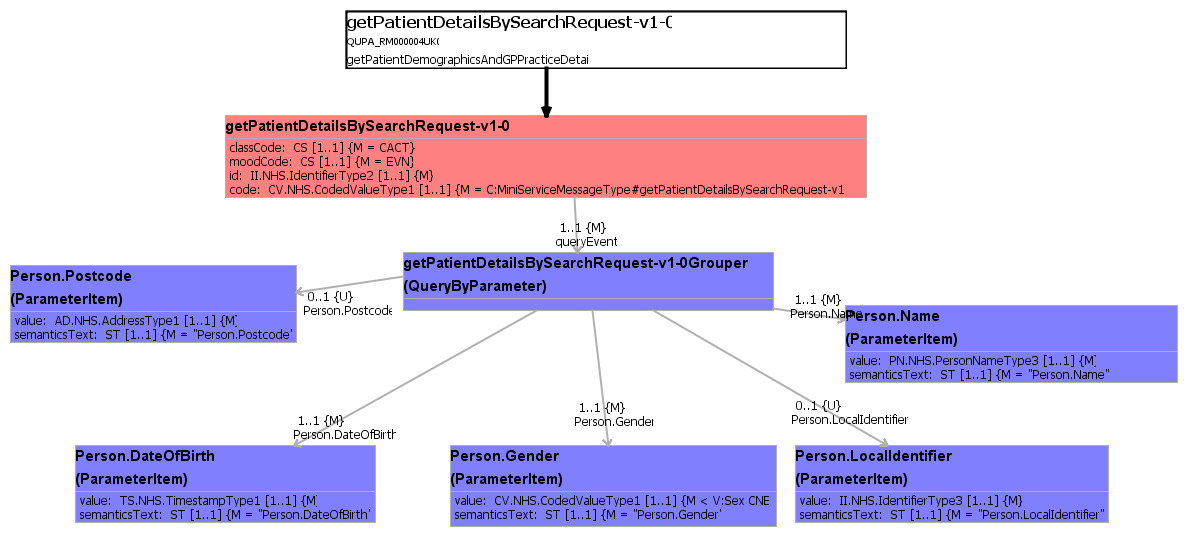 getPatientDetailsBySearchRequest-v1-0
QUPA_RM000004UK0
getPatientDemographicsAndGPPracticeDetai
getPatientDetailsBySearchRequest-v1-0
classCode: CS [1..1] {M = CACT}
moodCode: CS [1..1] {M = EVN}
id: II.NHS.IdentifierType2 [1..1] {M}
code: CV.NHS.CodedValueType1 [1..1] {M = C:MiniServiceMessageType#getPatientDetailsBySearchRequest-v1
1..1 {M}
queryEvent
getPatientDetailsBySearchRequest-v1-0Grouper
(QueryByParameter)
Person.Postcode
(ParameterItem)
value: AD.NHS.AddressType1 [1..1] {M}
semanticsText: ST [1..1] {M = "Person.Postcode"
0..1 {U}
Person.Postcode
1..1 {M}
Person.Name
Person.Name
(ParameterItem)
value: PN.NHS.PersonNameType3 [1..1] {M}
semanticsText: ST [1..1] {M = "Person.Name"
1..1 {M}
Person.DateOfBirth
1..1 {M}
Person.Gender
0..1 {U}
Person.LocalIdentifier
Person.DateOfBirth
(ParameterItem)
value: TS.NHS.TimestampType1 [1..1] {M}
semanticsText: ST [1..1] {M = "Person.DateOfBirth"
Person.Gender
(ParameterItem)
value: CV.NHS.CodedValueType1 [1..1] {M < V:Sex CNE
semanticsText: ST [1..1] {M = "Person.Gender"
Person.LocalIdentifier
(ParameterItem)
value: II.NHS.IdentifierType3 [1..1] {M}
semanticsText: ST [1..1] {M = "Person.LocalIdentifier"